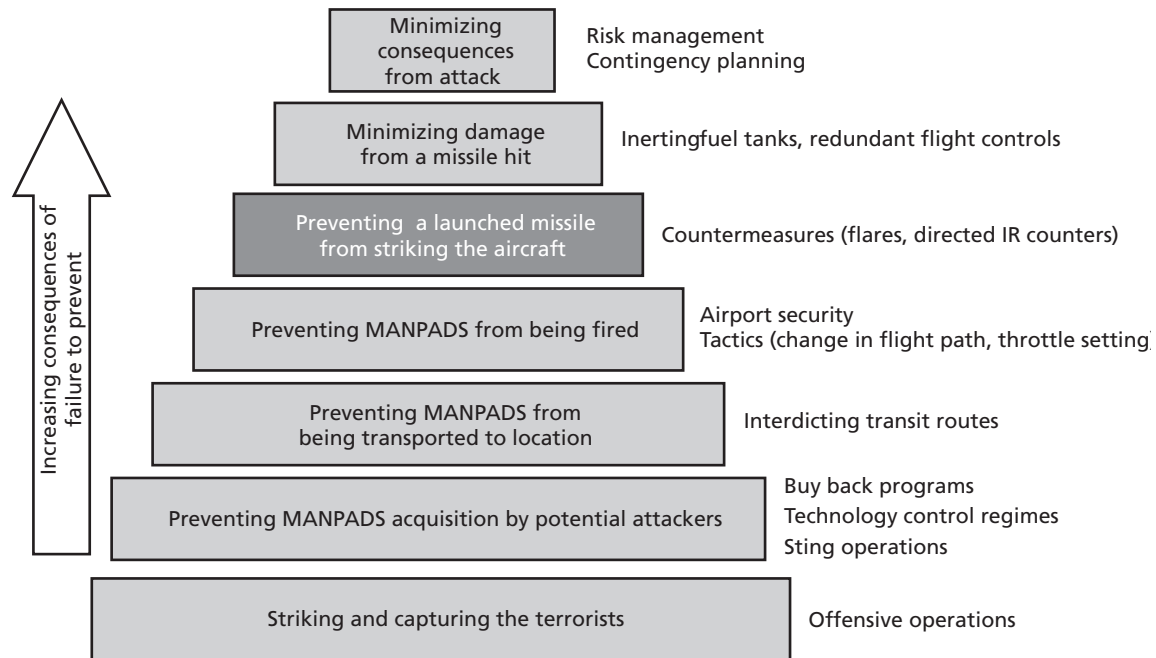 Minimizing
consequences
from attack
Risk management
Contingency planning
Minimizing damage
from a missile hit
Inertingfuel tanks, redundant flight controls
Preventing a launched missile
from striking the aircraft
Countermeasures (flares, directed IR counters)
Preventing MANPADS from being fired
Airport security
Tactics (change in flight path, throttle setting)
Preventing MANPADS from
being transported to location
Interdicting transit routes
Preventing MANPADS acquisition by potential attackers
Buy back programs
Technology control regimes
Sting operations
Striking and capturing the terrorists
Offensive operations
Increasing consequences of
failure to prevent